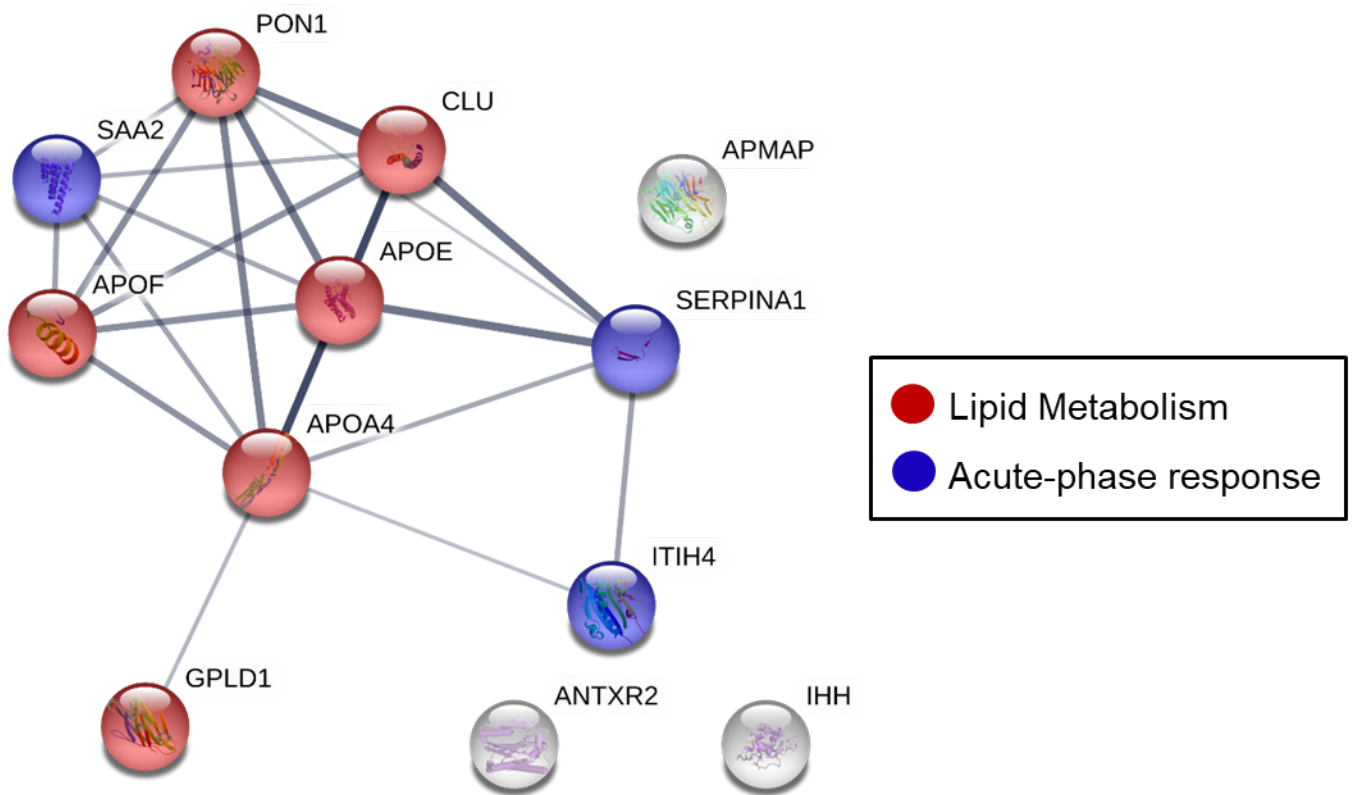 PON1
CLU
SAA2
APMAP
APOE
APOF
SERPINA1
APOA4
ITIH4
GPLD1
ANTXR2
IHH
Lipid Metabolism
Acute-phase response